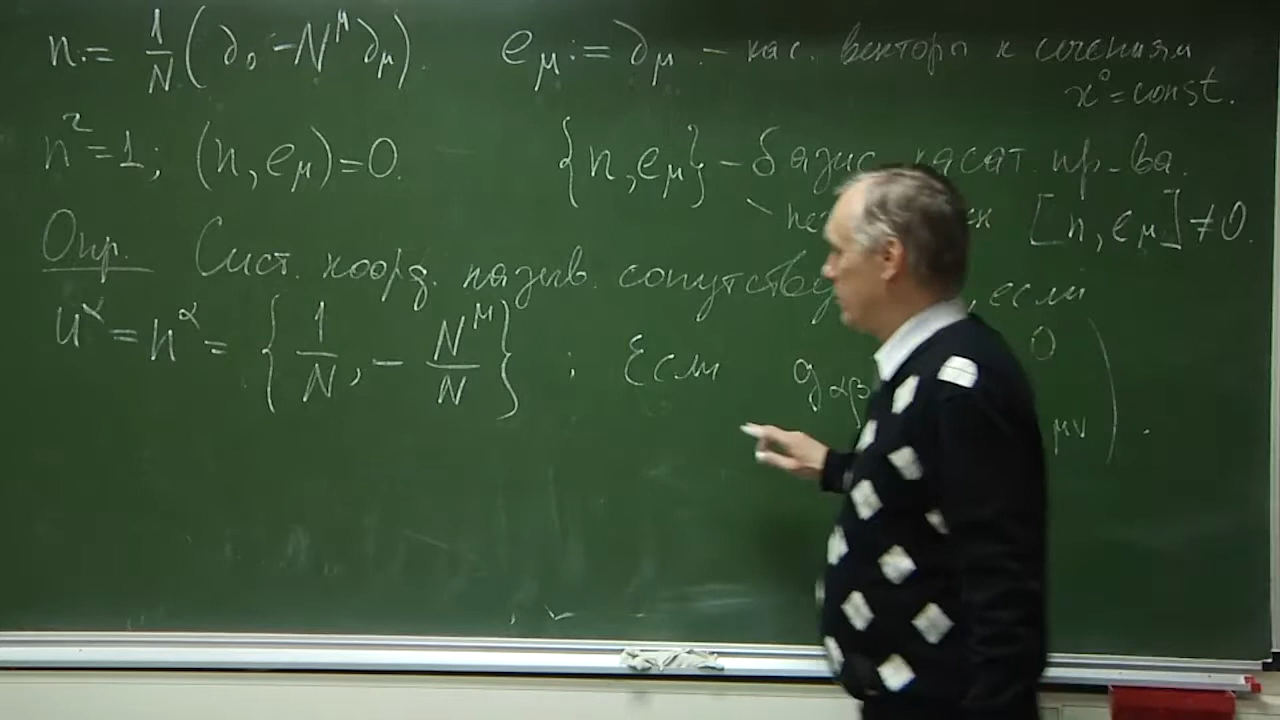 n := 1/N (∂₀ - N^μ ∂_μ). e_μ := ∂_μ – кас. векторы к сечениям
x⁰ = const.
n² = 1; (n, e_μ) = 0. {n, e_μ} – базис касат. пр-ва.
[n, e_μ] ≠ 0.
Опр. Сист. коорд. назыв. , если
u^α = n^α = {1/N, - N^μ/N} ; Если g_αβ 0
μν ) .